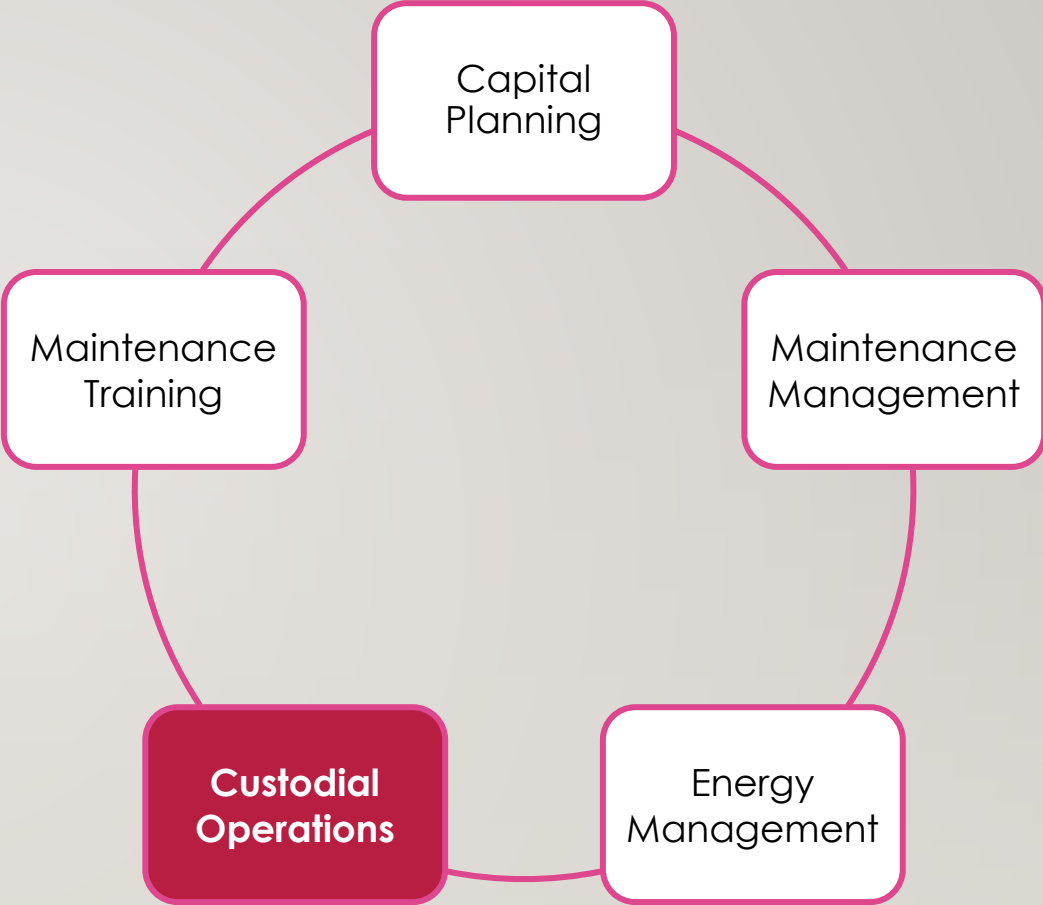 Capital
Planning
Maintenance
Training
Maintenance
Management
Custodial
Operations
Energy
Management